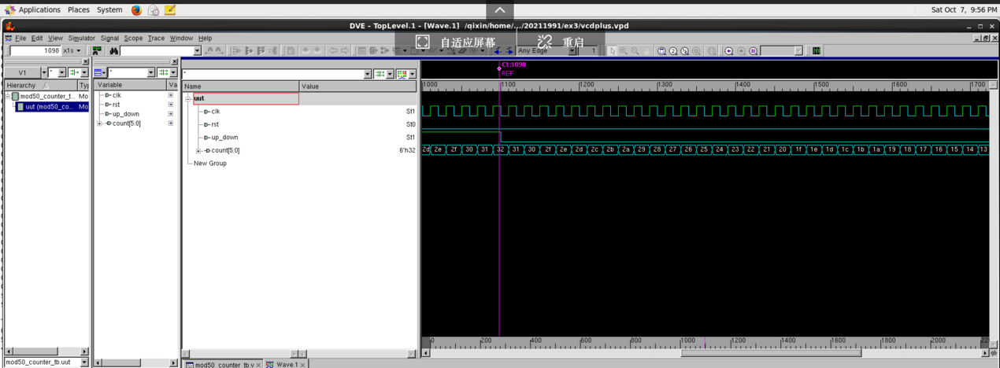 Applications Places System Sat Oct 7, 9:56 PM
DVE - TopLevel.1 - [Wave.1] /qixin/home/.../20211991/ex3/vcdplus.vpd
File Edit View Simulator Signal Scope Trace Window Help
自适应屏幕 重启
1098 x1s Any Edge 1
V1 * * *
C1:1098
REF
Hierarchy Typ Variable Va Name Value
1000 1100 1200 1300 1400 1500 1600 1700
mod50_counter_t... Mo
uut (mod50_co... Mo
clk
rst
up_down
count[5:0]
uut
clk St1
rst St0
up_down St1
count[5:0] 6'h32
New Group
2d 2e 2f 30 31 32 31 30 2f 2e 2d 2c 2b 2a 29 28 27 26 25 24 23 22 21 20 1f 1e 1d 1c 1b 1a 19 18 17 16 15 14 13
0 200 400 600 800 1000 1200 1400 1600 1800 2000
mod50_counter_tb.uut
mod50_counter_tb.v Wave.1